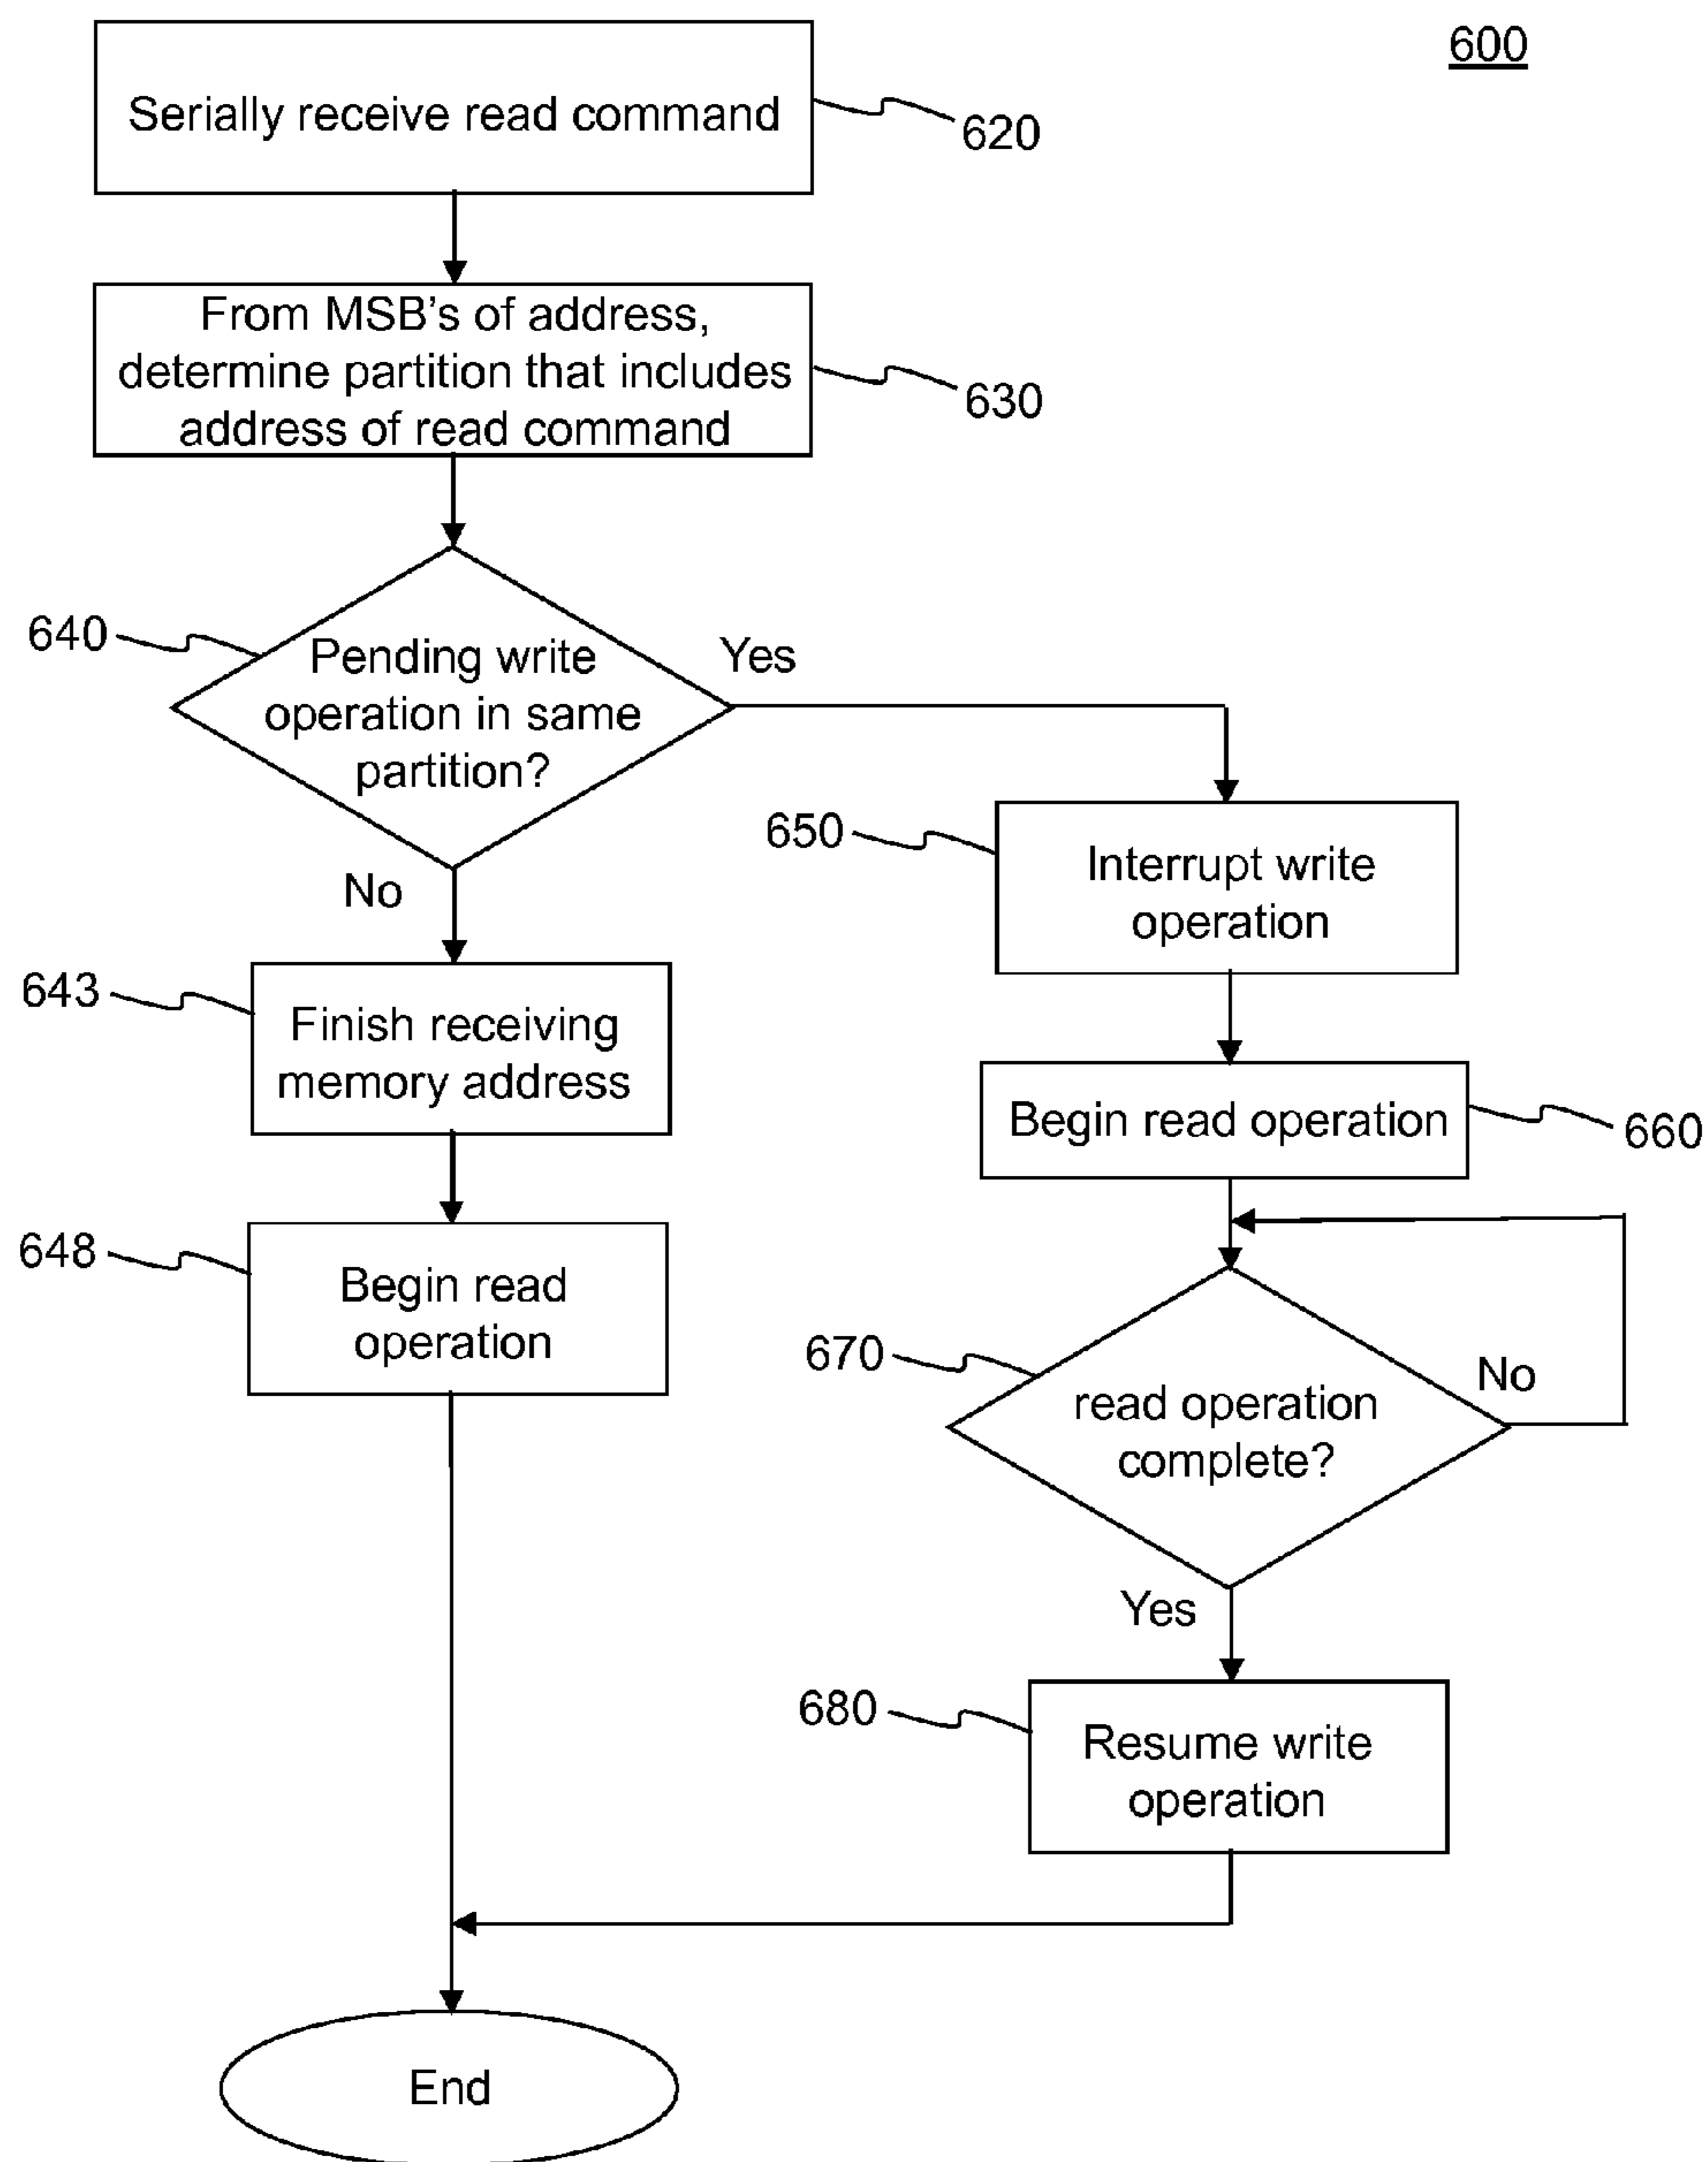 600
Serially receive read command
620
From MSB's of address,
determine partition that includes
address of read command
630
640
Pending write
operation in same
partition?
Yes
No
650
Interrupt write
operation
643
Finish receiving
memory address
Begin read operation
660
648
Begin read
operation
670
read operation
complete?
No
Yes
680
Resume write
operation
End